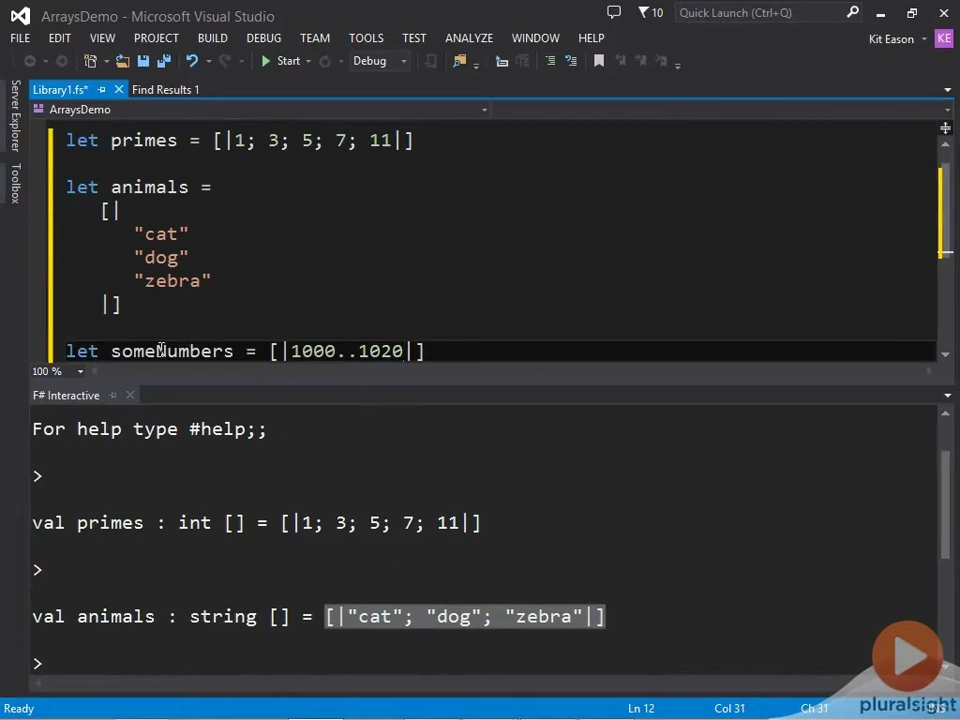 ArraysDemo - Microsoft Visual Studio
10
Quick Launch (Ctrl+Q)
FILE EDIT VIEW PROJECT BUILD DEBUG TEAM TOOLS TEST ANALYZE WINDOW HELP
Kit Eason KE
Start Debug
Server Explorer
Toolbox
Library1.fs* Find Results 1
ArraysDemo
let primes = [|1; 3; 5; 7; 11|]
let animals =
[|
"cat"
"dog"
"zebra"
|]
let someNumbers = [|1000..1020|]
100 %
F# Interactive
For help type #help;;
>
val primes : int [] = [|1; 3; 5; 7; 11|]
>
val animals : string [] = [|"cat"; "dog"; "zebra"|]
>
pluralsight
Ready Ln 12 Col 31 Ch 31